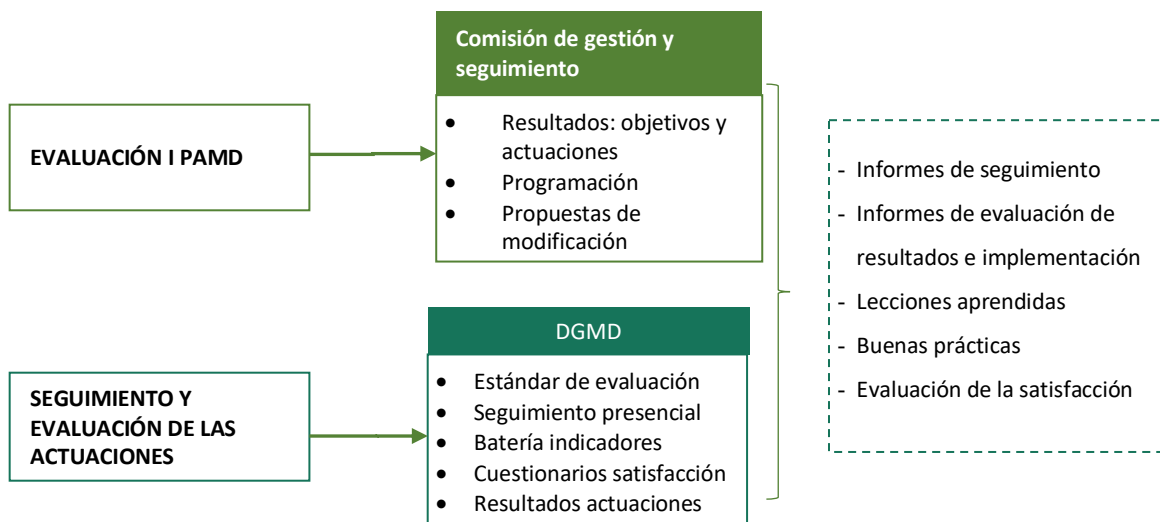 EVALUACIÓN I PAMD
Comisión de gestión y
seguimiento
• Resultados: objetivos y
actuaciones
• Programación
• Propuestas de
modificación
SEGUIMIENTO Y
EVALUACIÓN DE LAS
ACTUACIONES
DGMD
• Estándar de evaluación
• Seguimiento presencial
• Batería indicadores
• Cuestionarios satisfacción
• Resultados actuaciones
- Informes de seguimiento
- Informes de evaluación de
resultados e implementación
- Lecciones aprendidas
- Buenas prácticas
- Evaluación de la satisfacción